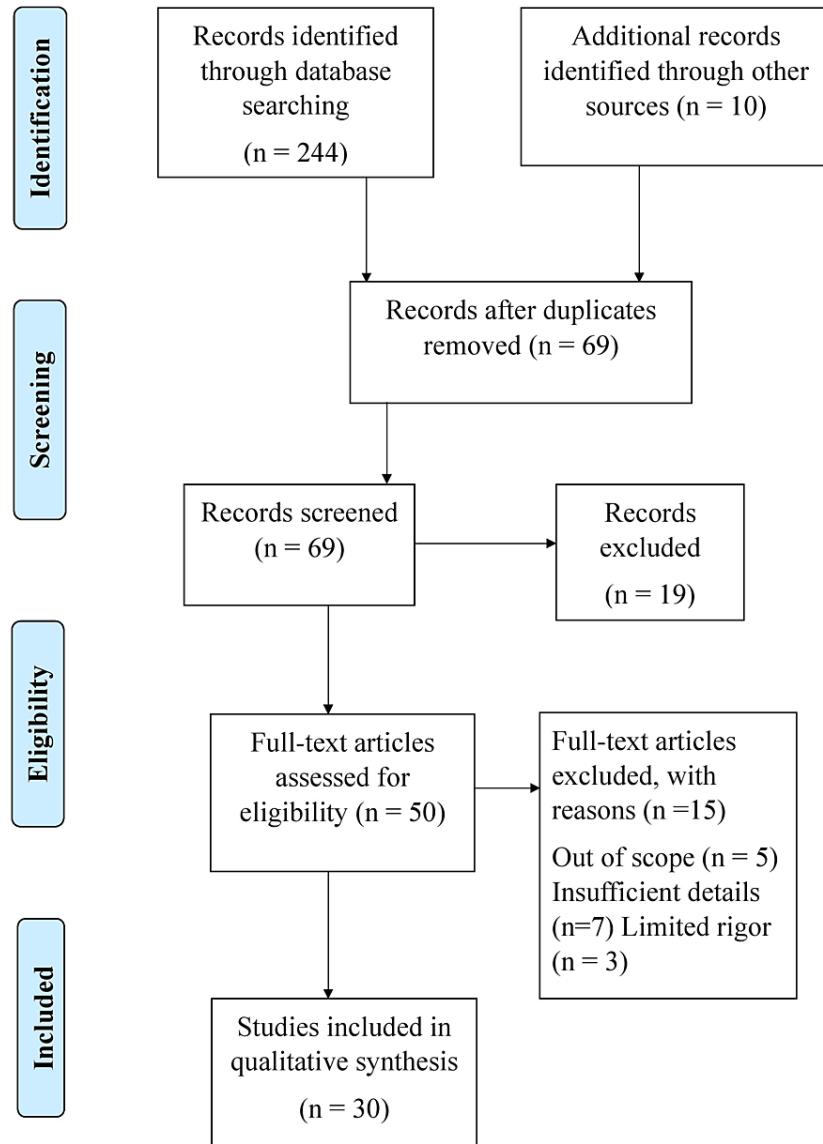 Identification
Records identified
through database
searching
(n = 244)
Additional records
identified through other
sources (n = 10)
Screening
Records after duplicates
removed (n = 69)
Records screened
(n = 69)
Records
excluded
(n = 19)
Eligibility
Full-text articles
assessed for
eligibility (n = 50)
Full-text articles
excluded, with
reasons (n =15)
Out of scope (n = 5)
Insufficient details
(n=7) Limited rigor
(n = 3)
Included
Studies included in
qualitative synthesis
(n = 30)